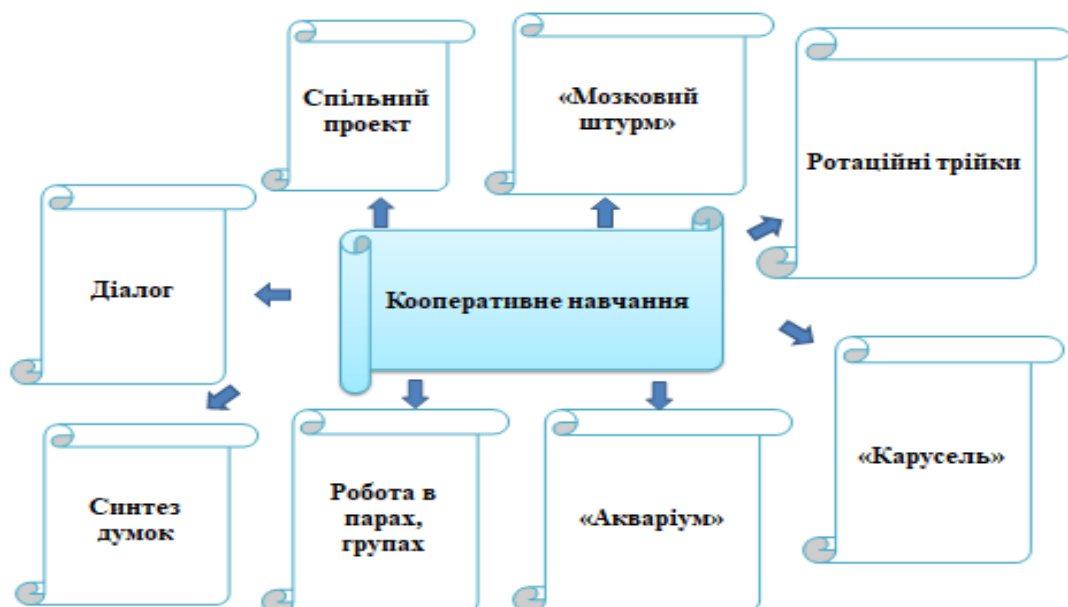 Спільний
проект
«Мозковий
штурм»
Ротаційні трійки
Діалог
Кооперативне навчання
«Карусель»
Синтез
думок
Робота в
парах,
групах
«Акваріум»